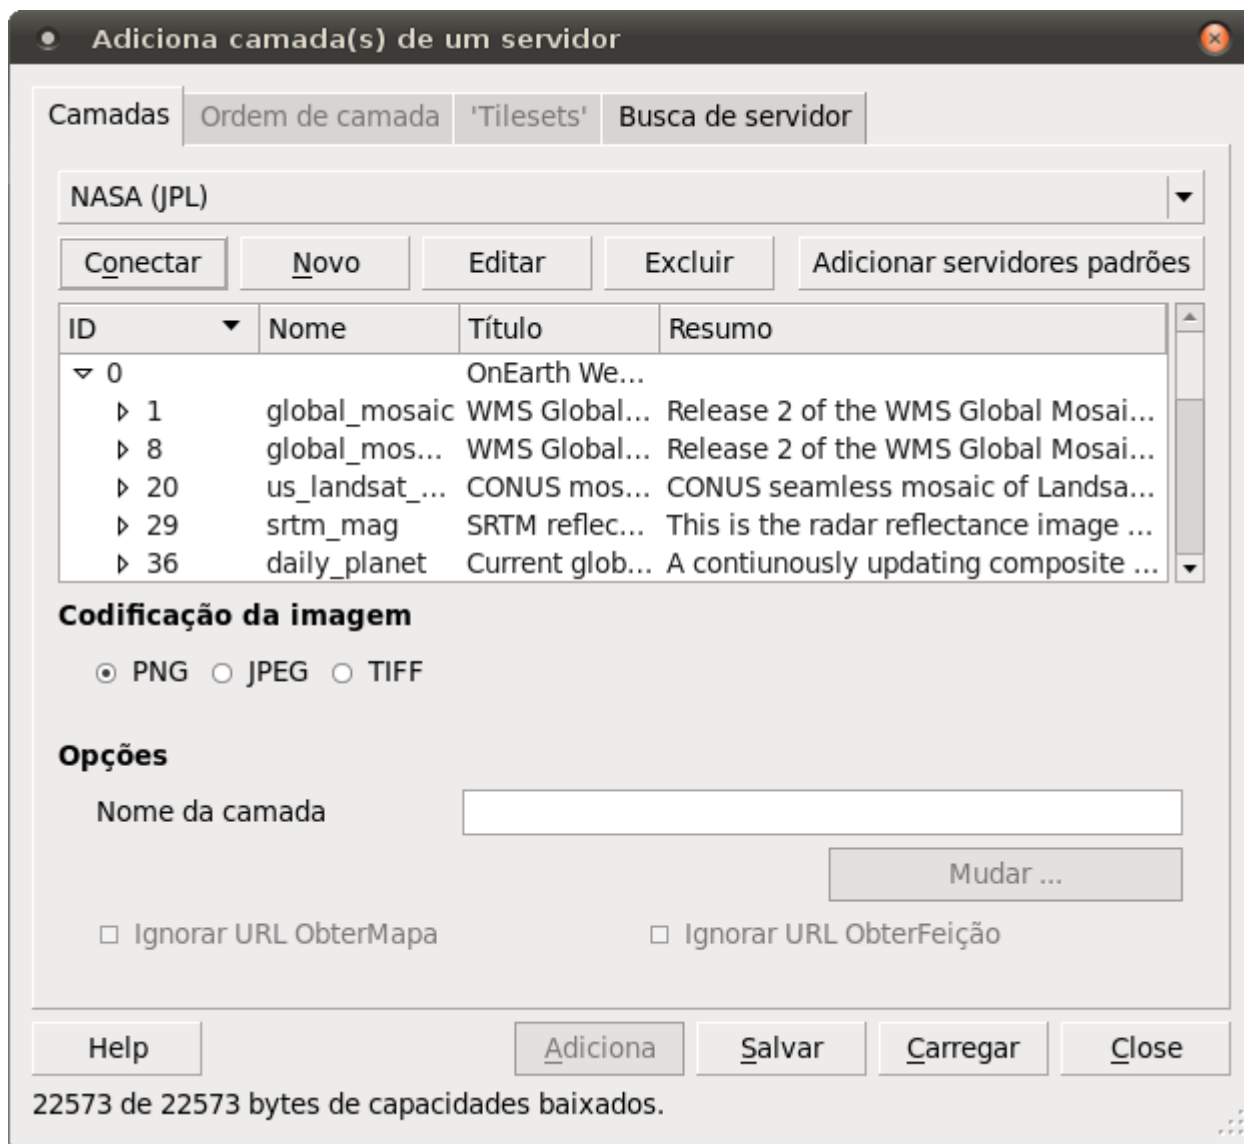 Adiciona camada(s) de um servidor
Camadas Ordem de camada 'Tilesets' Busca de servidor
NASA (JPL)
Conectar Novo Editar Excluir Adicionar servidores padrões
ID Nome Título Resumo
0 OnEarth We...
1 global_mosaic WMS Global... Release 2 of the WMS Global Mosai...
8 global_mos... WMS Global... Release 2 of the WMS Global Mosai...
20 us_landsat_... CONUS mos... CONUS seamless mosaic of Landsa...
29 srtm_mag SRTM reflec... This is the radar reflectance image ...
36 daily_planet Current glob... A contiunously updating composite ...
Codificação da imagem
PNG JPEG TIFF
Opções
Nome da camada
Mudar ...
Ignorar URL ObterMapa Ignorar URL ObterFeição
Help Adiciona Salvar Carregar Close
22573 de 22573 bytes de capacidades baixados.